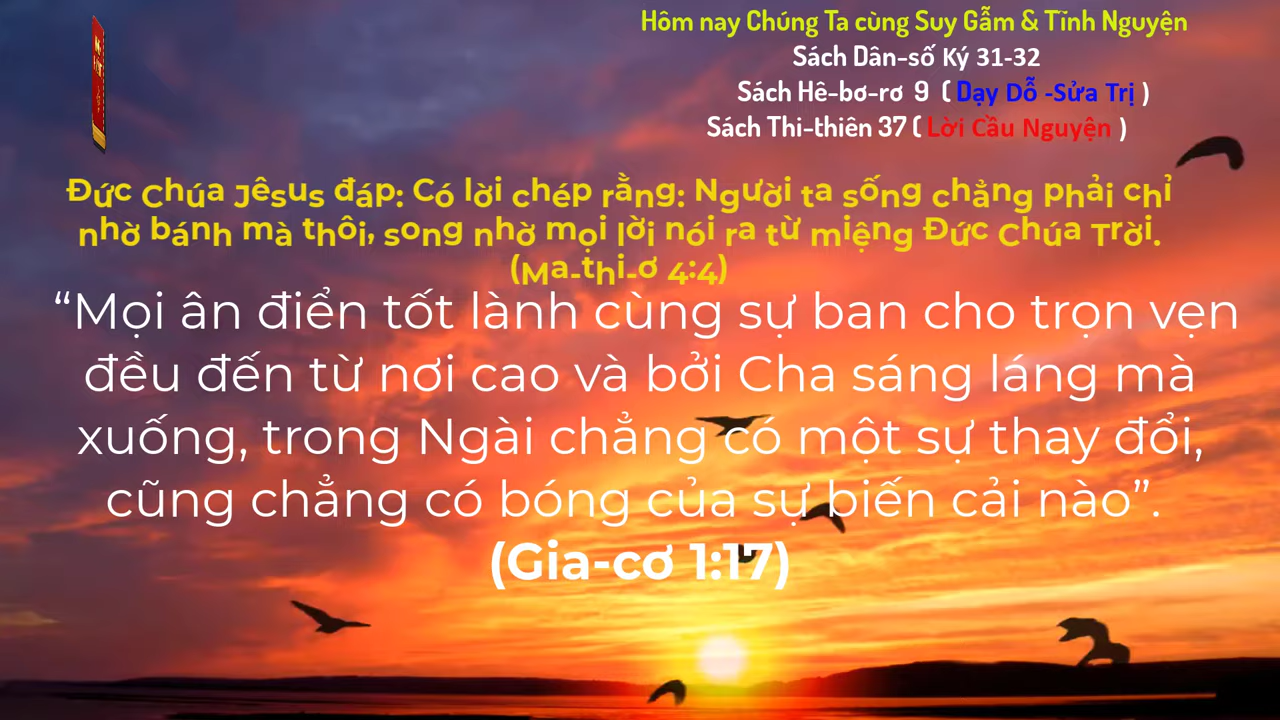 Hôm nay Chúng Ta cùng Suy Gẫm & Tĩnh Nguyện
Sách Dân-số Ký 31-32
Sách Hê-bơ-rơ 9 ( Dạy Dỗ -Sửa Trị )
Sách Thi-thiên 37 ( Lời Cầu Nguyện )
Đức Chúa Jêsus đáp: Có lời chép rằng: Người ta sống chẳng phải chỉ
nhờ bánh mà thôi, song nhờ mọi lời nói ra từ miệng Đức Chúa Trời.
(Ma-thi-ơ 4:4)
“Mọi ân điển tốt lành cùng sự ban cho trọn vẹn
đều đến từ nơi cao và bởi Cha sáng láng mà
xuống, trong Ngài chẳng có một sự thay đổi,
cũng chẳng có bóng của sự biến cải nào”.
(Gia-cơ 1:17)